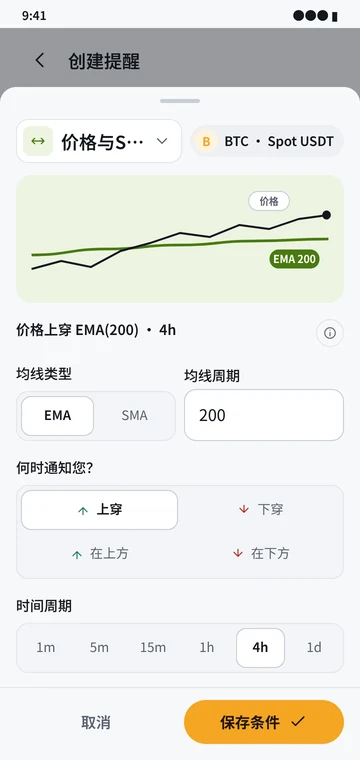 9:41
创建提醒
价格与S… B BTC • Spot USDT
价格
EMA 200
价格上穿 EMA(200) • 4h
均线类型 均线周期
EMA SMA 200
何时通知您？
上穿 下穿
在上方 在下方
时间周期
1m 5m 15m 1h 4h 1d
取消 保存条件